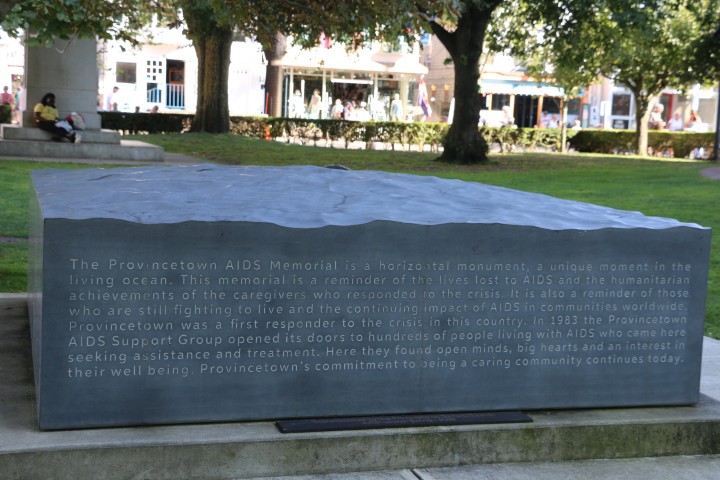 The Provincetown AIDS Memorial is a horizontal monument, a unique moment in the
living ocean. This memorial is a reminder of the lives lost to AIDS and the humanitarian
achievements of the caregivers who responded to the crisis. It is also a reminder of those
who are still fighting to live and the continuing impact of AIDS in communities worldwide.
Provincetown was a first responder to the crisis in this country. In 1983 the Provincetown
AIDS Support Group opened its doors to hundreds of people living with AIDS who came here
seeking assistance and treatment. Here they found open minds, big hearts and an interest in
their well being. Provincetown's commitment to being a caring community continues today.